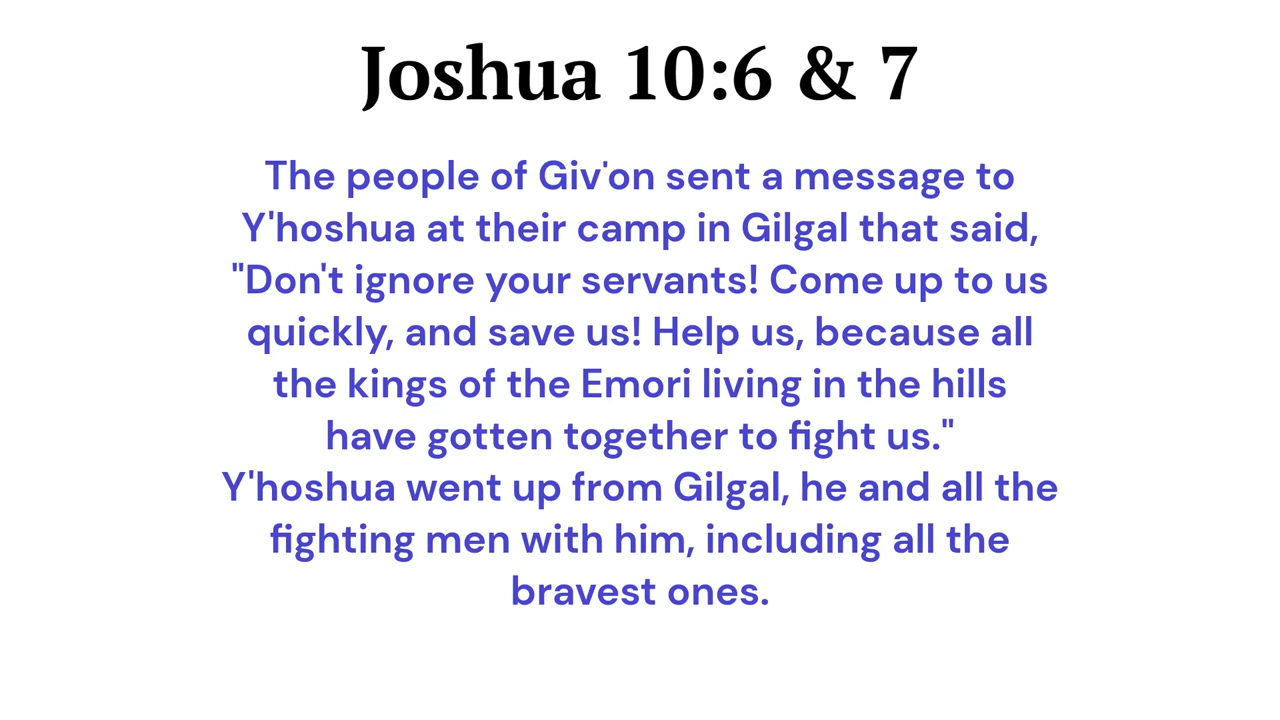 Joshua 10:6 & 7
The people of Giv'on sent a message to
Y'hoshua at their camp in Gilgal that said,
"Don't ignore your servants! Come up to us
quickly, and save us! Help us, because all
the kings of the Emori living in the hills
have gotten together to fight us."
Y'hoshua went up from Gilgal, he and all the
fighting men with him, including all the
bravest ones.